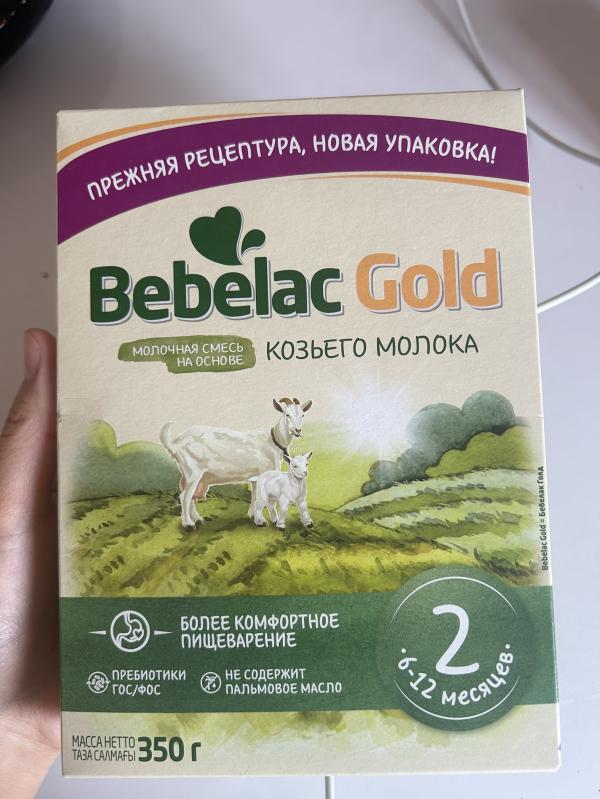 ПРЕЖНЯЯ РЕЦЕПТУРА, НОВАЯ УПАКОВКА!
Bebelac Gold
МОЛОЧНАЯ СМЕСЬ
НА ОСНОВЕ
КОЗЬЕГО МОЛОКА
Bebelac Gold = Бебелак Голд
БОЛЕЕ КОМФОРТНОЕ
ПИЩЕВАРЕНИЕ
ПРЕБИОТИКИ
ГОС/ФОС
НЕ СОДЕРЖИТ
ПАЛЬМОВОЕ МАСЛО
2
·6-12 месяцев·
МАССА НЕТТО
ТАЗА САЛМАҒЫ
350 г